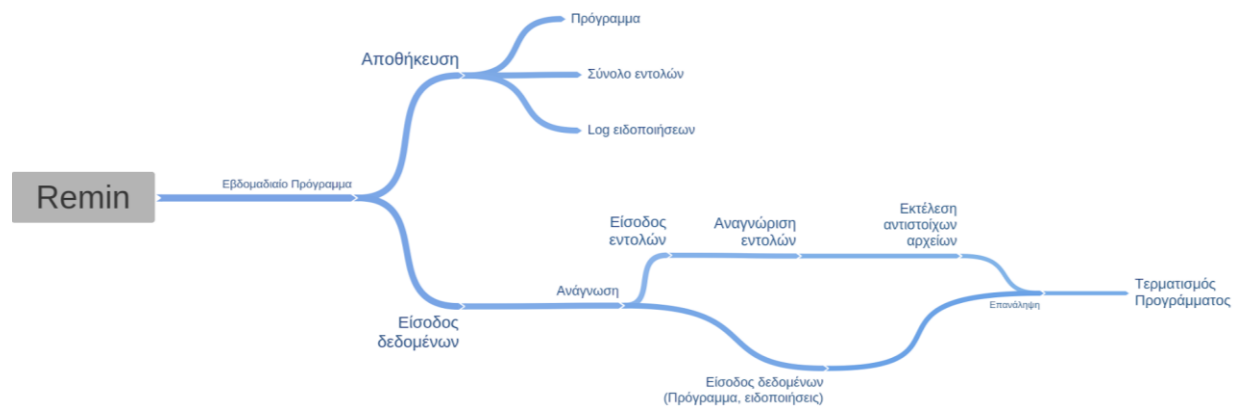 Remin
Εβδομαδιαίο Πρόγραμμα
Αποθήκευση
Πρόγραμμα
Σύνολο εντολών
Log ειδοποιήσεων
Είσοδος
δεδομένων
Ανάγνωση
Είσοδος
εντολών
Αναγνώριση
εντολών
Εκτέλεση
αντιστοίχων
αρχείων
Είσοδος δεδομένων
(Πρόγραμμα, ειδοποιήσεις)
Επανάληψη
Τερματισμός
Προγράμματος